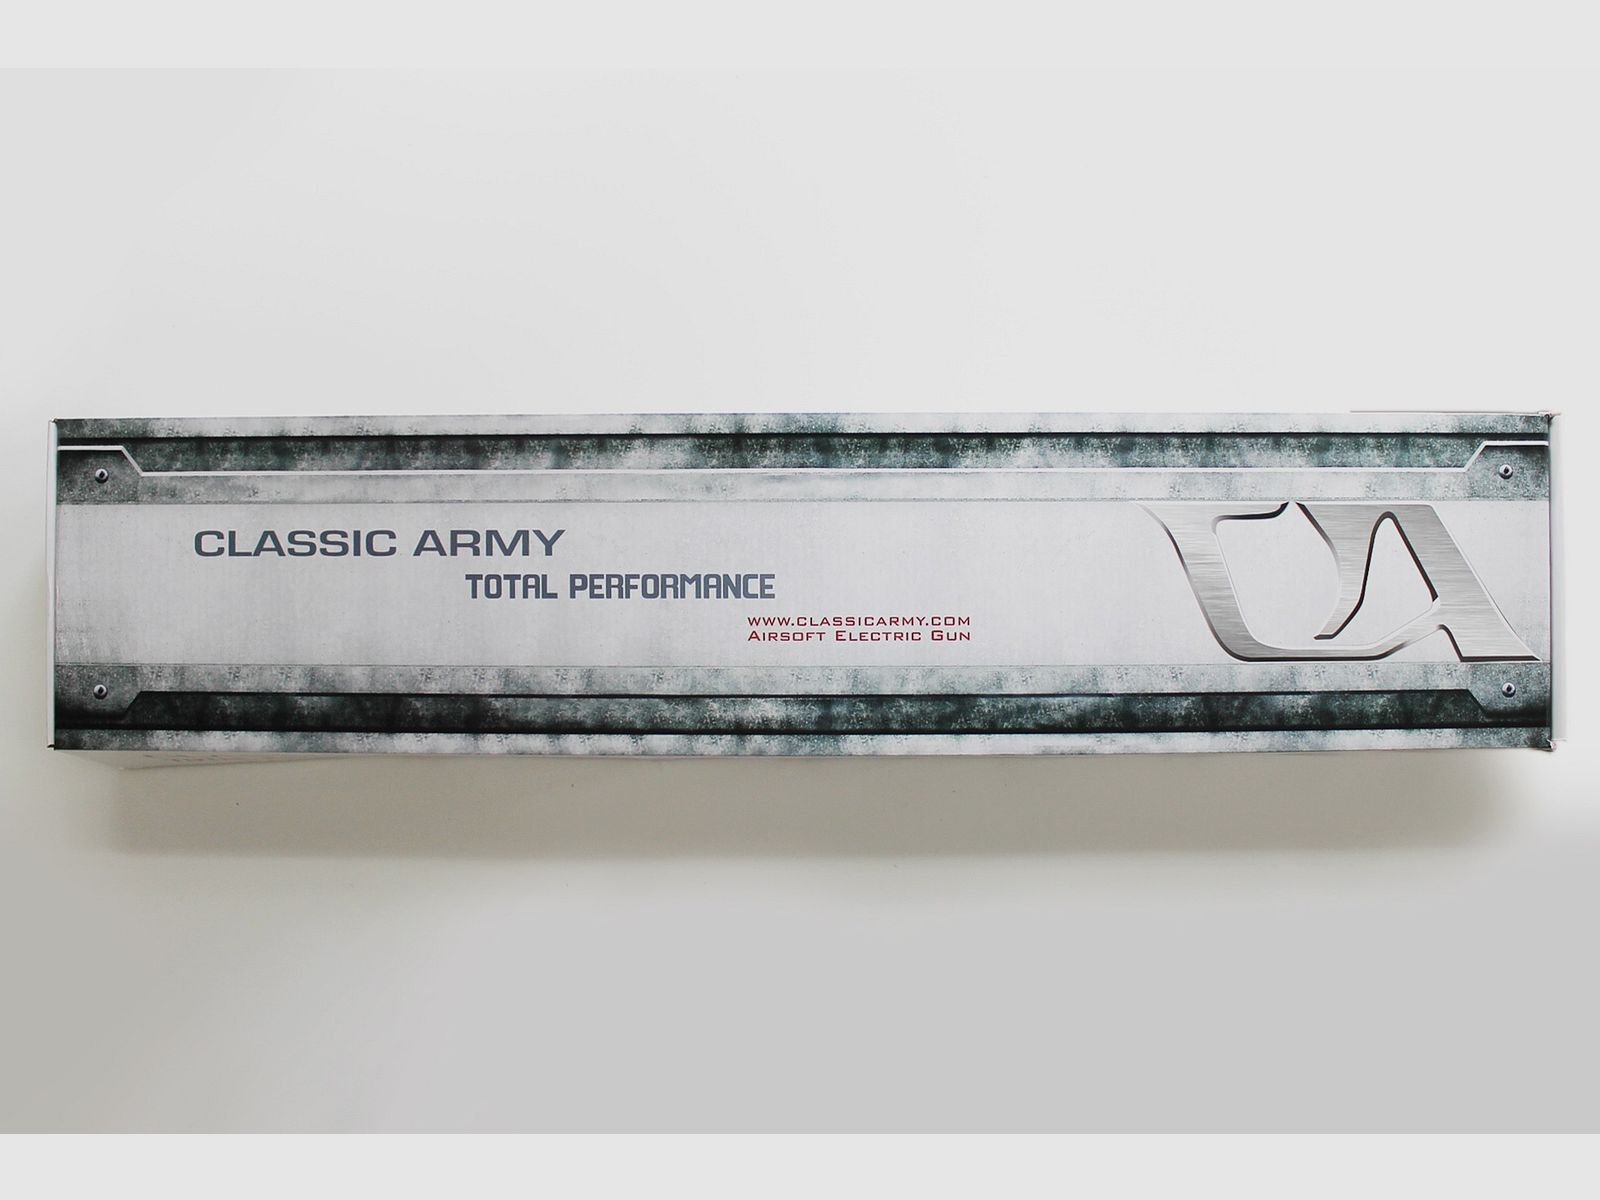 CLASSIC ARMY
TOTAL PERFORMANCE
WWW.CLASSICARMY.COM
AIRSOFT ELECTRIC GUN
CA